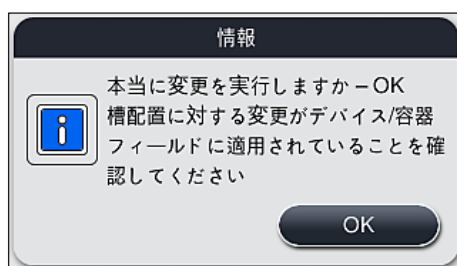 情報
本当に変更を実行しますか – OK
槽配置に対する変更がデバイス/容器
フィールドに適用されていることを確
認してください
OK